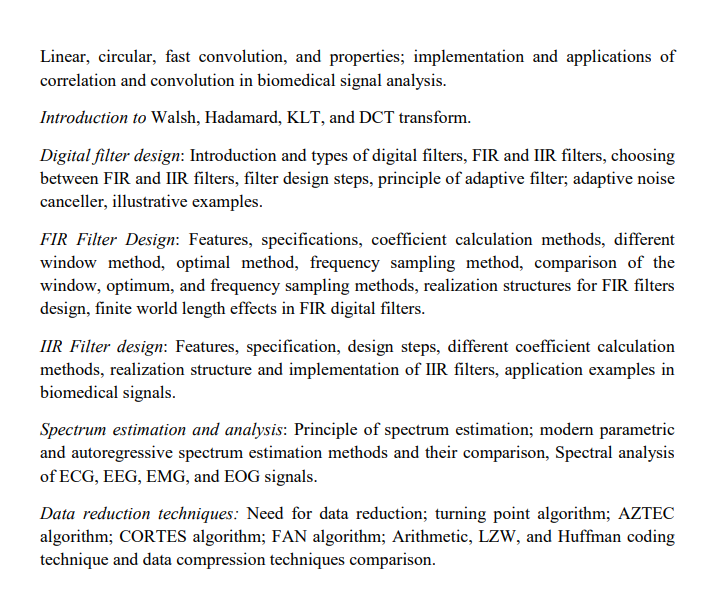 Linear, circular, fast convolution, and properties; implementation and applications of
correlation and convolution in biomedical signal analysis.
Introduction to Walsh, Hadamard, KLT, and DCT transform.
Digital filter design: Introduction and types of digital filters, FIR and IIR filters, choosing
between FIR and IIR filters, filter design steps, principle of adaptive filter; adaptive noise
canceller, illustrative examples.
FIR Filter Design: Features, specifications, coefficient calculation methods, different
window method, optimal method, frequency sampling method, comparison of the
window, optimum, and frequency sampling methods, realization structures for FIR filters
design, finite world length effects in FIR digital filters.
IIR Filter design: Features, specification, design steps, different coefficient calculation
methods, realization structure and implementation of IIR filters, application examples in
biomedical signals.
Spectrum estimation and analysis: Principle of spectrum estimation; modern parametric
and autoregressive spectrum estimation methods and their comparison, Spectral analysis
of ECG, EEG, EMG, and EOG signals.
Data reduction techniques: Need for data reduction; turning point algorithm; AZTEC
algorithm; CORTES algorithm; FAN algorithm; Arithmetic, LZW, and Huffman coding
technique and data compression techniques comparison.